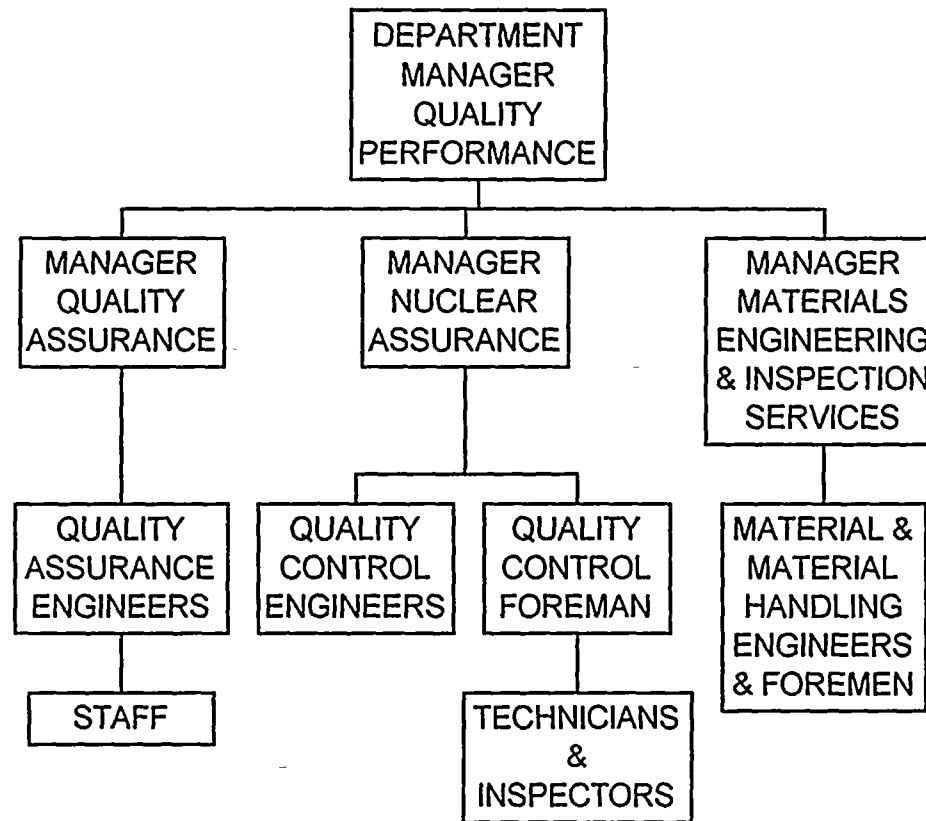 DEPARTMENT
MANAGER
QUALITY
PERFORMANCE
MANAGER
QUALITY
ASSURANCE
MANAGER
NUCLEAR
ASSURANCE
MANAGER
MATERIALS
ENGINEERING
& INSPECTION
SERVICES
QUALITY
ASSURANCE
ENGINEERS
QUALITY
CONTROL
ENGINEERS
QUALITY
CONTROL
FOREMAN
MATERIAL &
MATERIAL
HANDLING
ENGINEERS
& FOREMEN
STAFF
TECHNICIANS
&
INSPECTORS